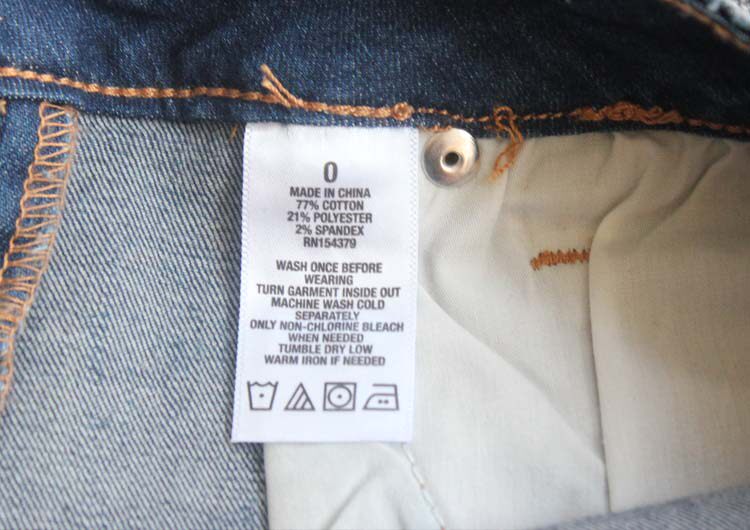 0
MADE IN CHINA
77% COTTON
21% POLYESTER
2% SPANDEX
RN154379
WASH ONCE BEFORE
WEARING
TURN GARMENT INSIDE OUT
MACHINE WASH COLD
SEPARATELY
ONLY NON-CHLORINE BLEACH
WHEN NEEDED
TUMBLE DRY LOW
WARM IRON IF NEEDED